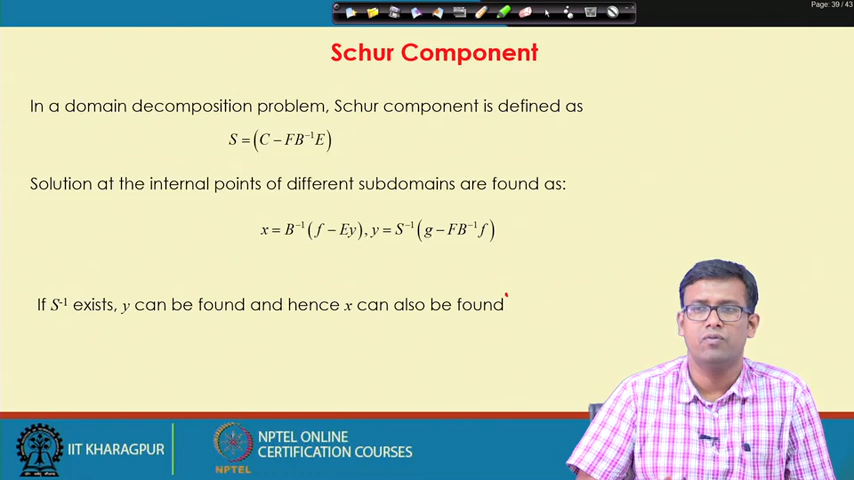 Page: 39 / 43
Schur Component
In a domain decomposition problem, Schur component is defined as
S = (C − FB⁻¹E)
Solution at the internal points of different subdomains are found as:
x = B⁻¹(f − Ey), y = S⁻¹(g − FB⁻¹f)
If S⁻¹ exists, y can be found and hence x can also be found
IIT KHARAGPUR
NPTEL
NPTEL ONLINE
CERTIFICATION COURSES